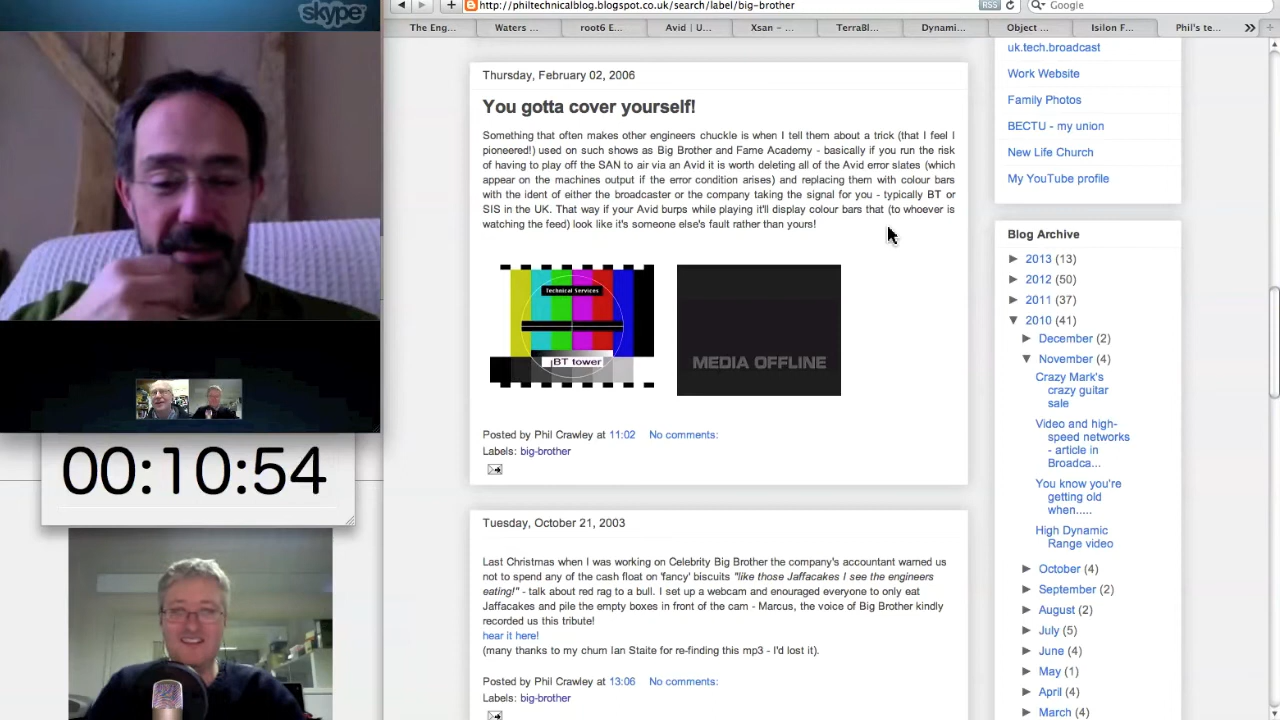 skype
http://philtechnicalblog.blogspot.co.uk/search/label/big-brother
RSS
Google
The Eng...
Waters ...
root6 E...
Avid | U...
Xsan – ...
TerraBl...
Dynami...
Object ...
Isilon F...
Phil's te...
Thursday, February 02, 2006
You gotta cover yourself!
Something that often makes other engineers chuckle is when I tell them about a trick (that I feel I
pioneered!) used on such shows as Big Brother and Fame Academy - basically if you run the risk
of having to play off the SAN to air via an Avid it is worth deleting all of the Avid error slates (which
appear on the machines output if the error condition arises) and replacing them with colour bars
with the ident of either the broadcaster or the company taking the signal for you - typically BT or
SIS in the UK. That way if your Avid burps while playing it'll display colour bars that (to whoever is
watching the feed) look like it's someone else's fault rather than yours!
Technical Services
BT tower
MEDIA OFFLINE
Posted by Phil Crawley at 11:02 No comments:
Labels: big-brother
Tuesday, October 21, 2003
Last Christmas when I was working on Celebrity Big Brother the company's accountant warned us
not to spend any of the cash float on 'fancy' biscuits "like those Jaffacakes I see the engineers
eating!" - talk about red rag to a bull. I set up a webcam and enouraged everyone to only eat
Jaffacakes and pile the empty boxes in front of the cam - Marcus, the voice of Big Brother kindly
recorded us this tribute!
hear it here!
(many thanks to my chum Ian Staite for re-finding this mp3 - I'd lost it).
Posted by Phil Crawley at 13:06 No comments:
Labels: big-brother
uk.tech.broadcast
Work Website
Family Photos
BECTU - my union
New Life Church
My YouTube profile
Blog Archive
► 2013 (13)
► 2012 (50)
► 2011 (37)
▼ 2010 (41)
► December (2)
▼ November (4)
Crazy Mark's
crazy guitar
sale
Video and high-
speed networks
- article in
Broadca...
You know you're
getting old
when.....
High Dynamic
Range video
► October (4)
► September (2)
► August (2)
► July (5)
► June (4)
► May (1)
► April (4)
► March (4)
00:10:54